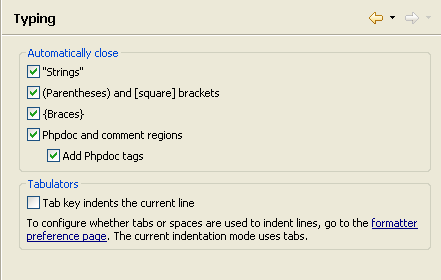 Typing
Automatically close
"Strings"
(Parentheses) and [square] brackets
{Braces}
Phpdoc and comment regions
Add Phpdoc tags
Tabulators
Tab key indents the current line
To configure whether tabs or spaces are used to indent lines, go to the formatter
preference page. The current indentation mode uses tabs.